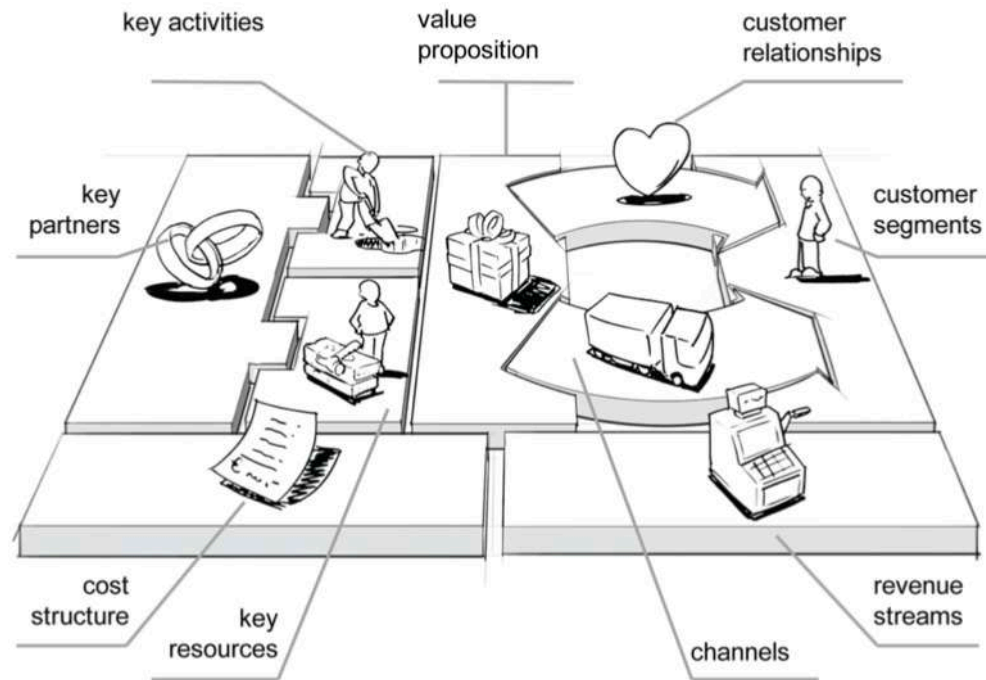 key activities
value
proposition
customer
relationships
key
partners
customer
segments
cost
structure
key
resources
channels
revenue
streams